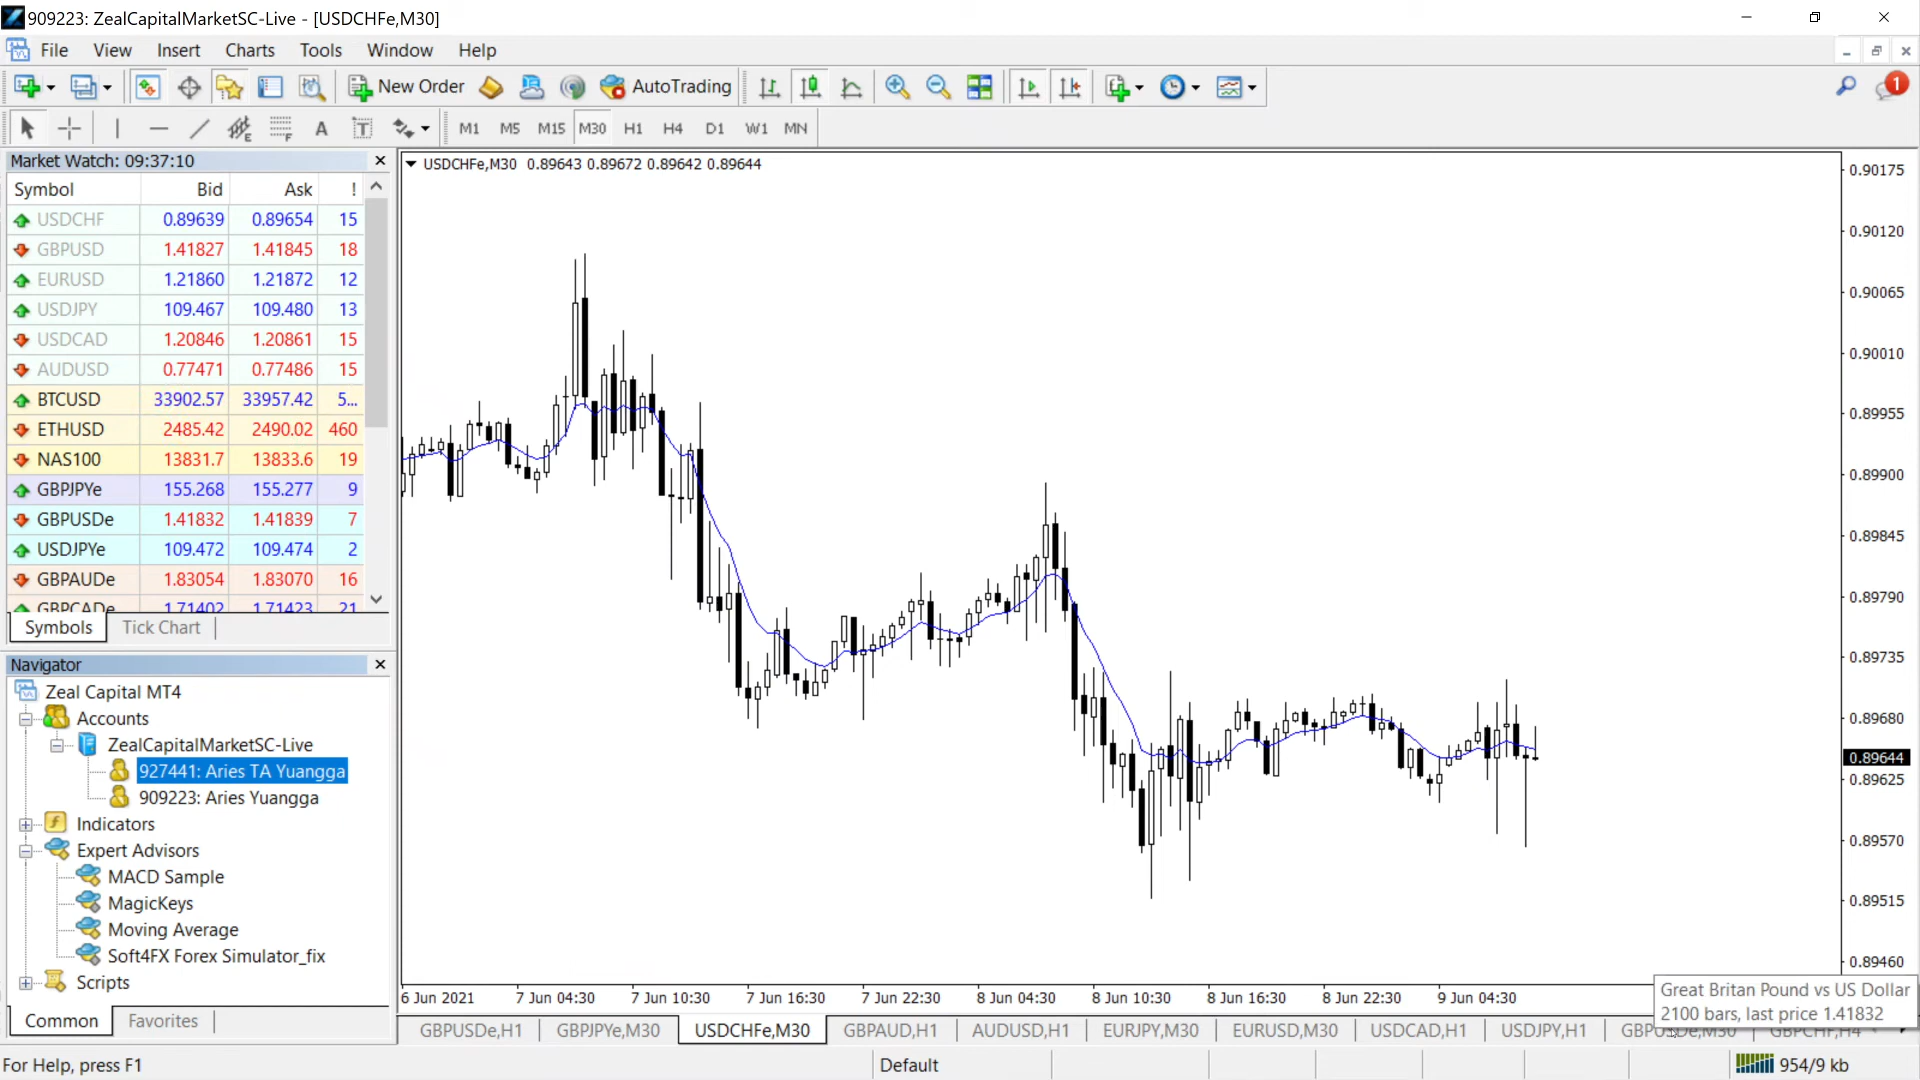 909223: ZealCapitalMarketSC-Live - [USDCHFe,M30]
File View Insert Charts Tools Window Help
New Order AutoTrading 1
A T M1 M5 M15 M30 H1 H4 D1 W1 MN
Market Watch: 09:37:10
Symbol Bid Ask !
USDCHF 0.89639 0.89654 15
GBPUSD 1.41827 1.41845 18
EURUSD 1.21860 1.21872 12
USDJPY 109.467 109.480 13
USDCAD 1.20846 1.20861 15
AUDUSD 0.77471 0.77486 15
BTCUSD 33902.57 33957.42 5...
ETHUSD 2485.42 2490.02 460
NAS100 13831.7 13833.6 19
GBPJPYe 155.268 155.277 9
GBPUSDe 1.41832 1.41839 7
USDJPYe 109.472 109.474 2
GBPAUDe 1.83054 1.83070 16
GBPCADe 1.71402 1.71423 21
Symbols Tick Chart
Navigator
Zeal Capital MT4
Accounts
ZealCapitalMarketSC-Live
927441: Aries TA Yuangga
909223: Aries Yuangga
Indicators
Expert Advisors
MACD Sample
MagicKeys
Moving Average
Soft4FX Forex Simulator_fix
Scripts
Common Favorites
USDCHFe,M30 0.89643 0.89672 0.89642 0.89644
0.90175
0.90120
0.90065
0.90010
0.89955
0.89900
0.89845
0.89790
0.89735
0.89680
0.89644
0.89625
0.89570
0.89515
0.89460
6 Jun 2021 7 Jun 04:30 7 Jun 10:30 7 Jun 16:30 7 Jun 22:30 8 Jun 04:30 8 Jun 10:30 8 Jun 16:30 8 Jun 22:30 9 Jun 04:30
Great Britan Pound vs US Dollar
2100 bars, last price 1.41832
GBPUSDe,H1 GBPJPYe,M30 USDCHFe,M30 GBPAUD,H1 AUDUSD,H1 EURJPY,M30 EURUSD,M30 USDCAD,H1 USDJPY,H1 GBPUSDe,M30 GBPCHF,H4
For Help, press F1 Default 954/9 kb